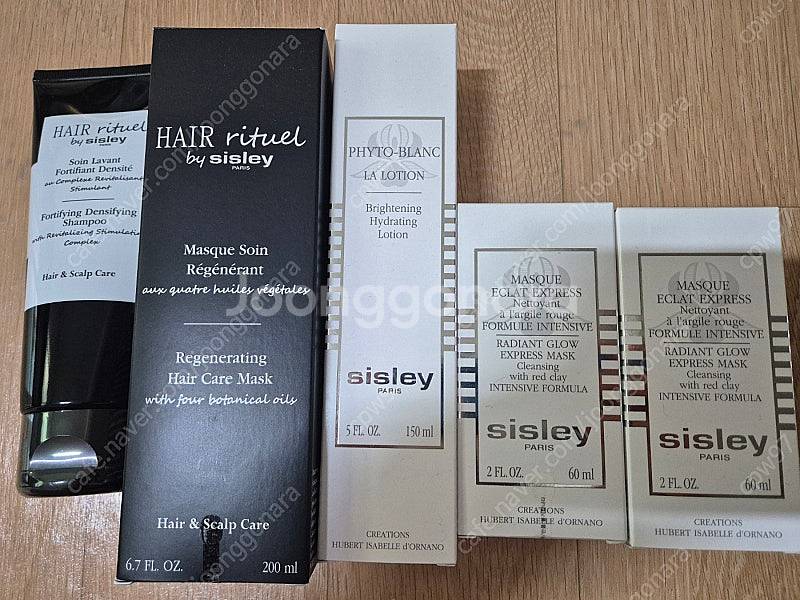 HAIR rituel
by sisley
PARIS
Soin Lavant
Fortifiant Densité
au Complexe Revitalisant
Stimulant
Fortifying Densifying
Shampoo
with Revitalizing Stimulating
Complex
Hair & Scalp Care
HAIR rituel
by sisley
PARIS
Masque Soin
Régénérant
aux quatre huiles végétales
Regenerating
Hair Care Mask
with four botanical oils
Hair & Scalp Care
6.7 FL. OZ. 200 ml
PHYTO-BLANC
LA LOTION
Brightening
Hydrating
Lotion
sisley
PARIS
5 FL. OZ. 150 ml
CREATIONS
HUBERT ISABELLE d'ORNANO
MASQUE
ECLAT EXPRESS
Nettoyant
à l'argile rouge
FORMULE INTENSIVE
RADIANT GLOW
EXPRESS MASK
Cleansing
with red clay
INTENSIVE FORMULA
sisley
PARIS
2 FL. OZ. 60 ml
CREATIONS
HUBERT ISABELLE d'ORNANO
MASQUE
ECLAT EXPRESS
Nettoyant
à l'argile rouge
FORMULE INTENSIVE
RADIANT GLOW
EXPRESS MASK
Cleansing
with red clay
INTENSIVE FORMULA
sisley
PARIS
2 FL. OZ. 60 ml
CREATIONS
HUBERT ISABELLE d'ORNANO
Joonggonara
cafe.naver.com/joonggonara
cpw97